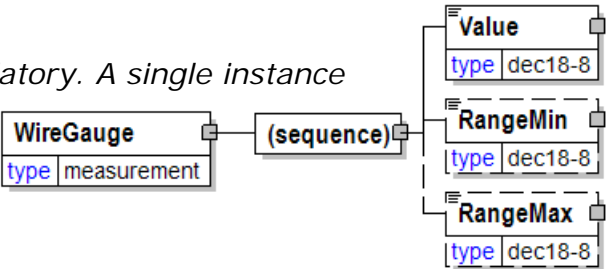 Value
type dec18-8
atory. A single instance
RangeMin
WireGauge
(sequence)
type dec18-8
type measurement
RangeMax
type dec18-8